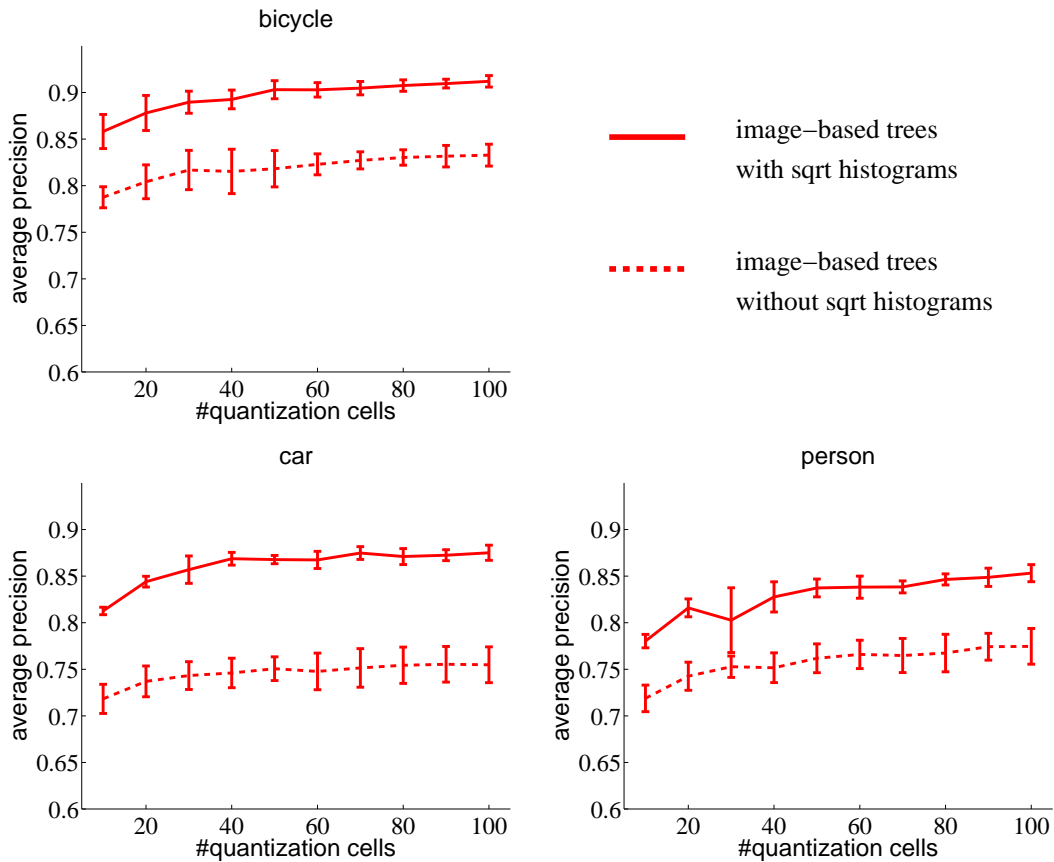 bicycle
average precision
0.9
0.85
0.8
0.75
0.7
0.65
0.6
20 40 60 80 100
#quantization cells
image−based trees
with sqrt histograms
image−based trees
without sqrt histograms
car
average precision
0.9
0.85
0.8
0.75
0.7
0.65
0.6
20 40 60 80 100
#quantization cells
person
average precision
0.9
0.85
0.8
0.75
0.7
0.65
0.6
20 40 60 80 100
#quantization cells